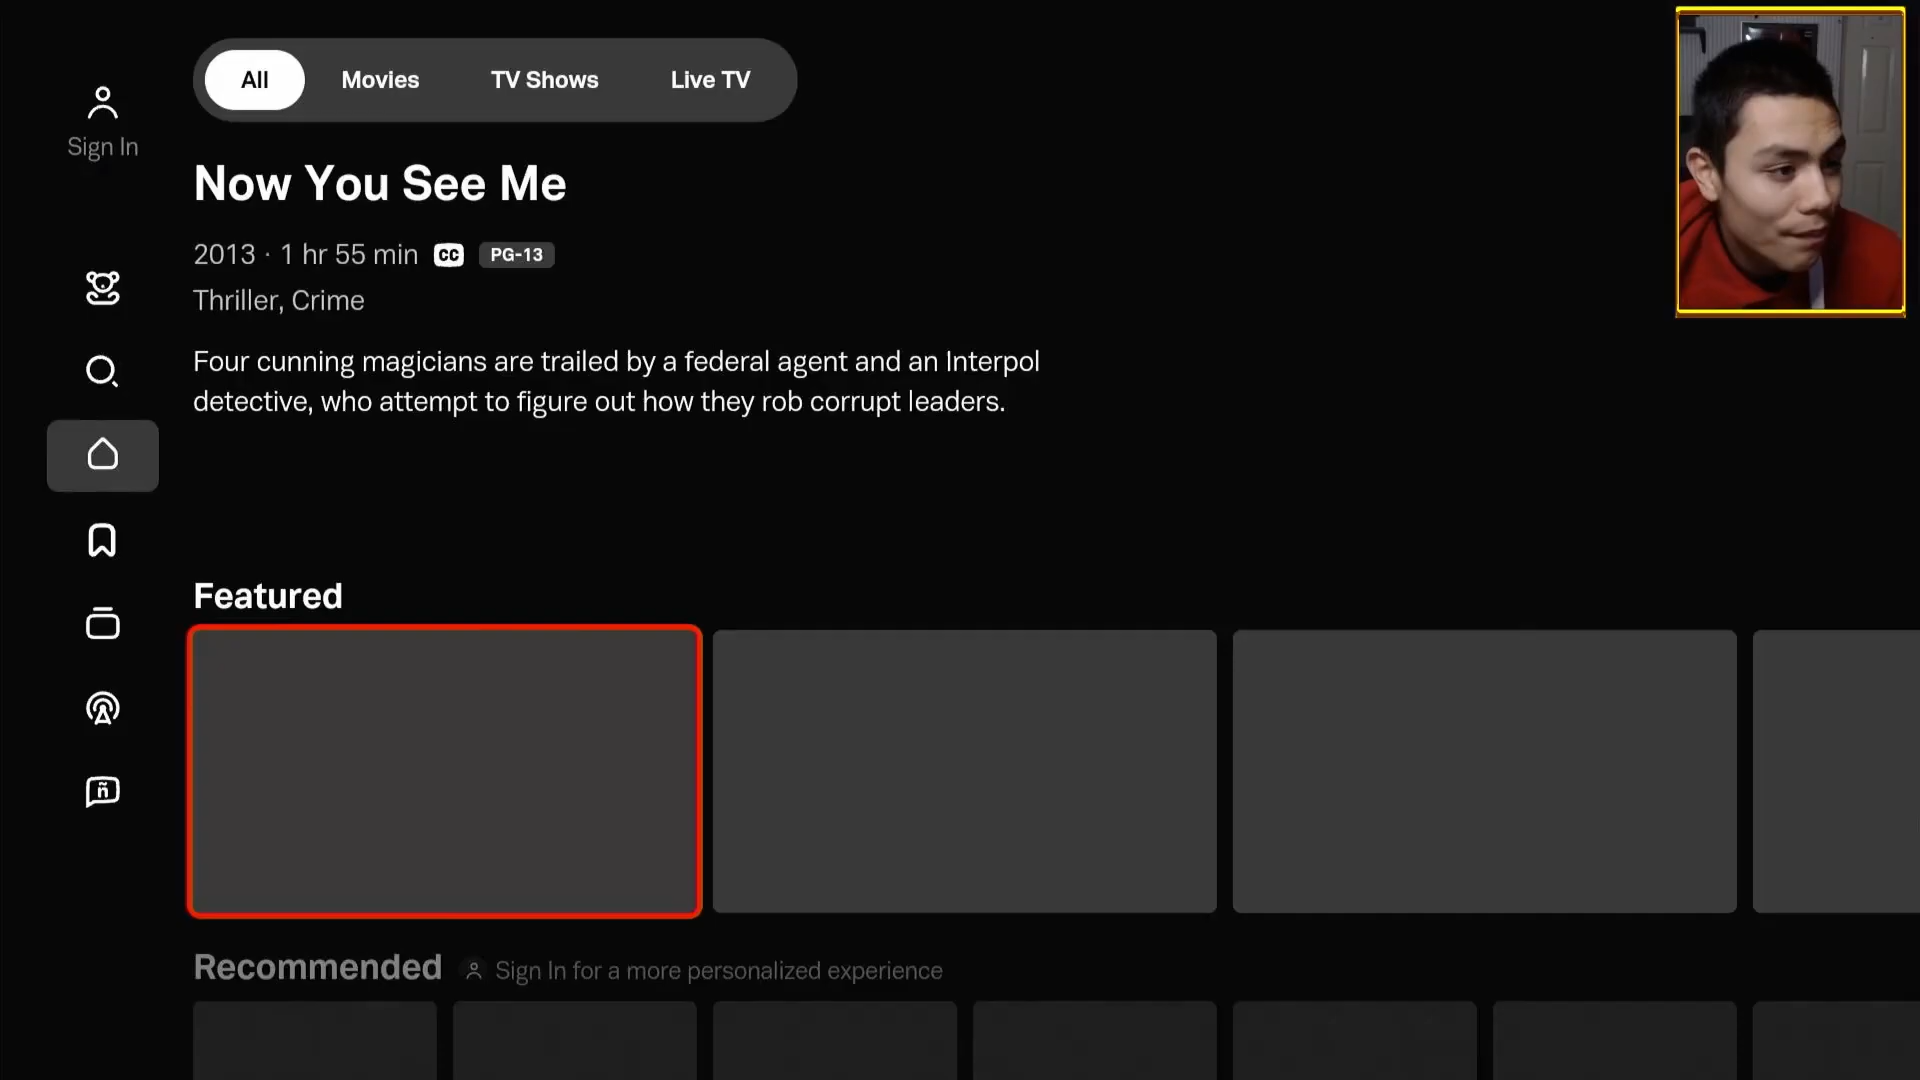 All
Movies
TV Shows
Live TV
Sign In
Now You See Me
2013 · 1 hr 55 min CC PG-13
Thriller, Crime
Four cunning magicians are trailed by a federal agent and an Interpol
detective, who attempt to figure out how they rob corrupt leaders.
ñ
Featured
Recommended
Sign In for a more personalized experience